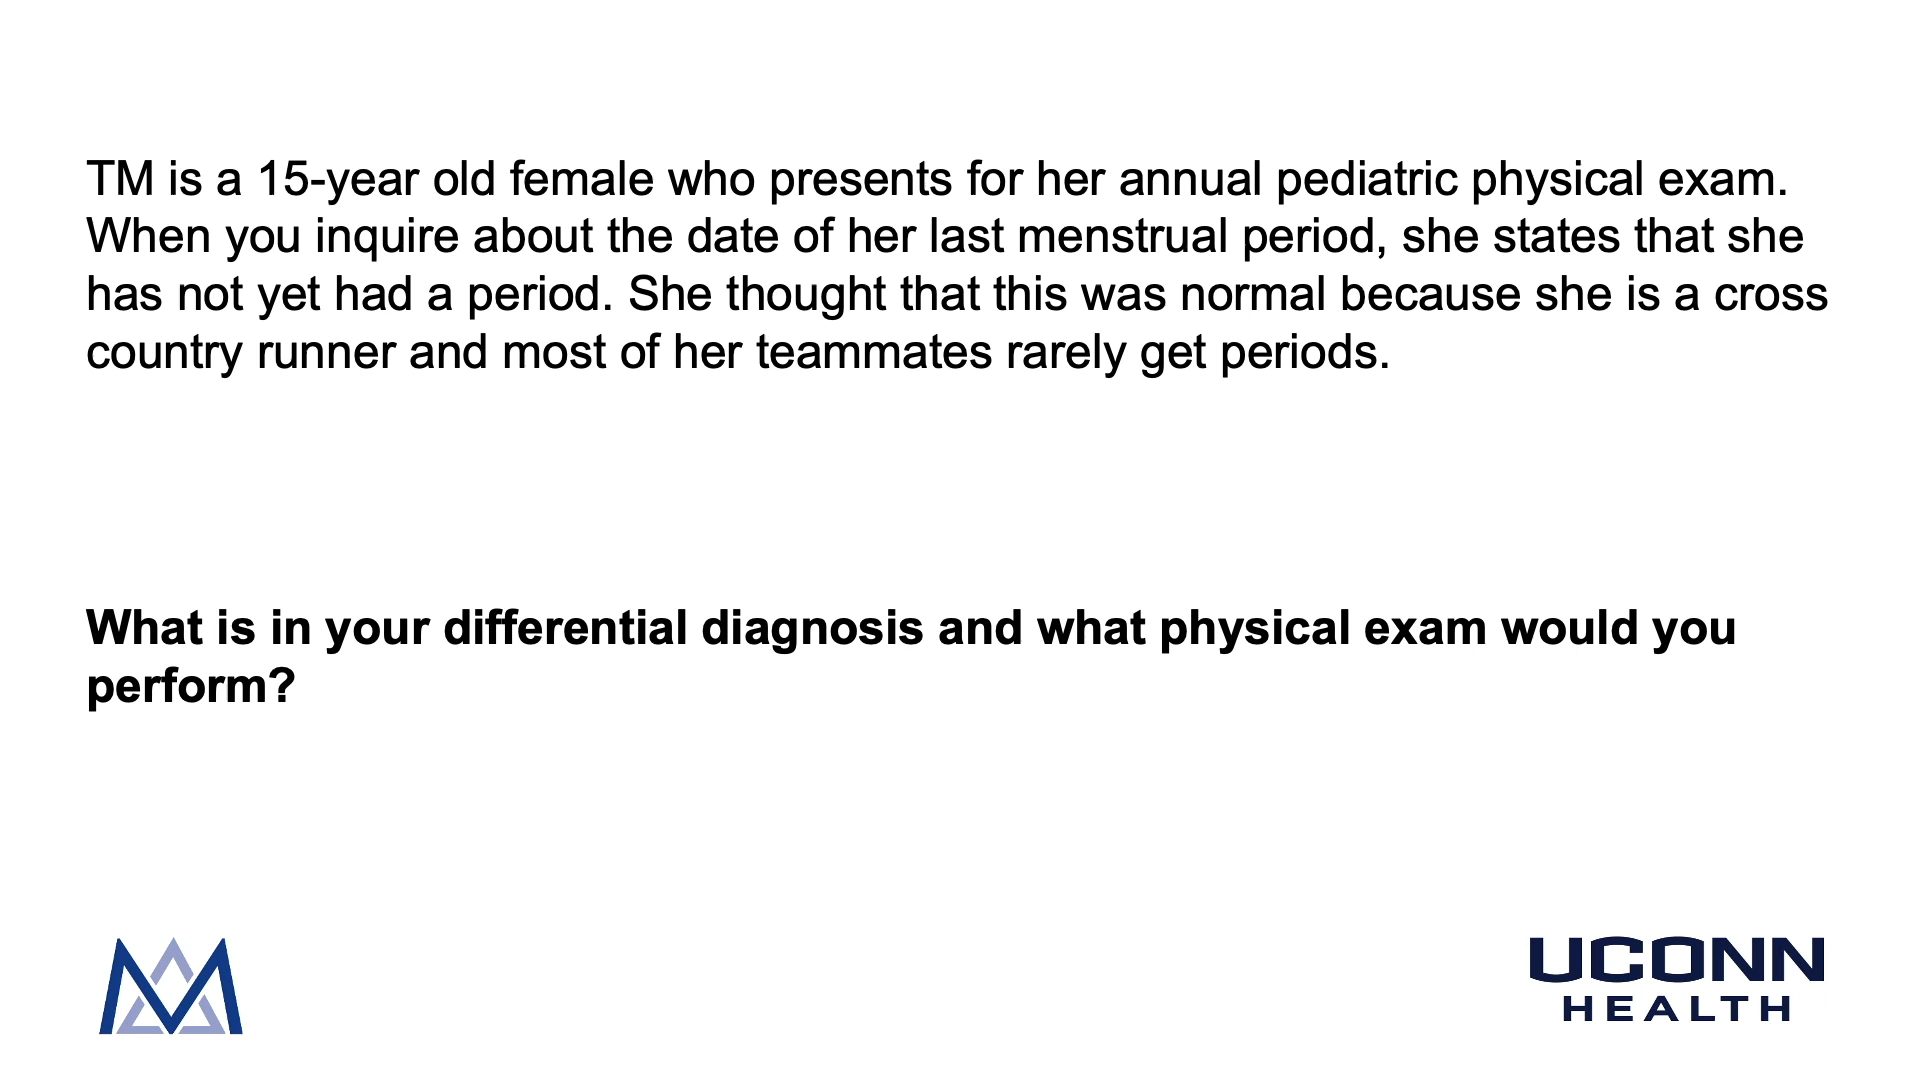 TM is a 15-year old female who presents for her annual pediatric physical exam.
When you inquire about the date of her last menstrual period, she states that she
has not yet had a period. She thought that this was normal because she is a cross
country runner and most of her teammates rarely get periods.
What is in your differential diagnosis and what physical exam would you
perform?
UCONN
HEALTH